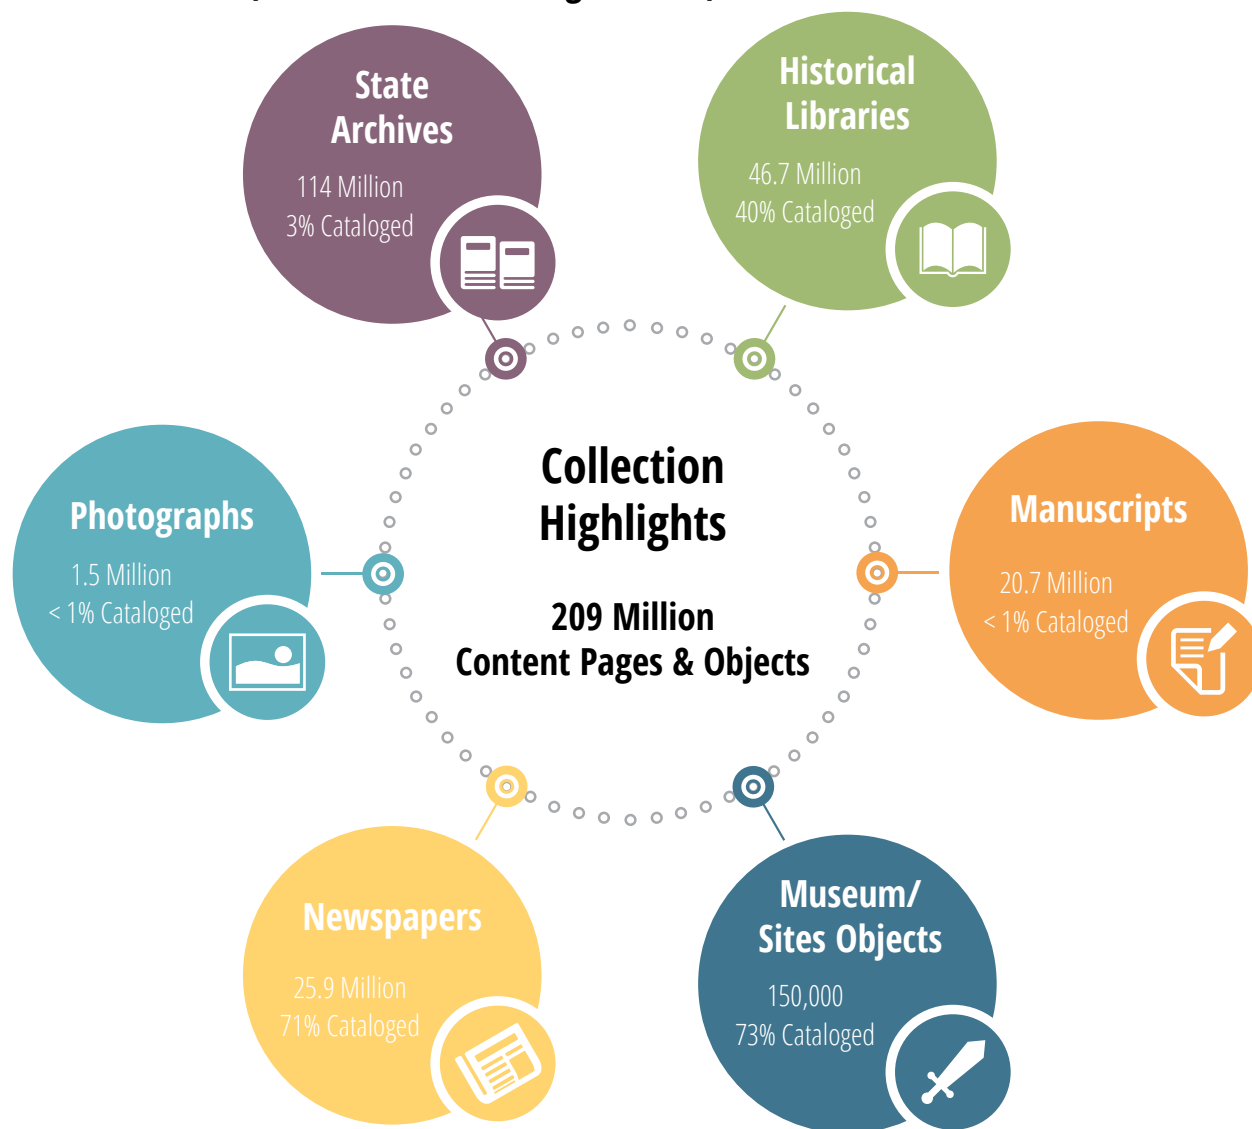 State
Archives
114 Million
3% Cataloged
Historical
Libraries
46.7 Million
40% Cataloged
Photographs
1.5 Million
< 1% Cataloged
Collection
Highlights
209 Million
Content Pages & Objects
Manuscripts
20.7 Million
< 1% Cataloged
Newspapers
25.9 Million
71% Cataloged
Museum/
Sites Objects
150,000
73% Cataloged